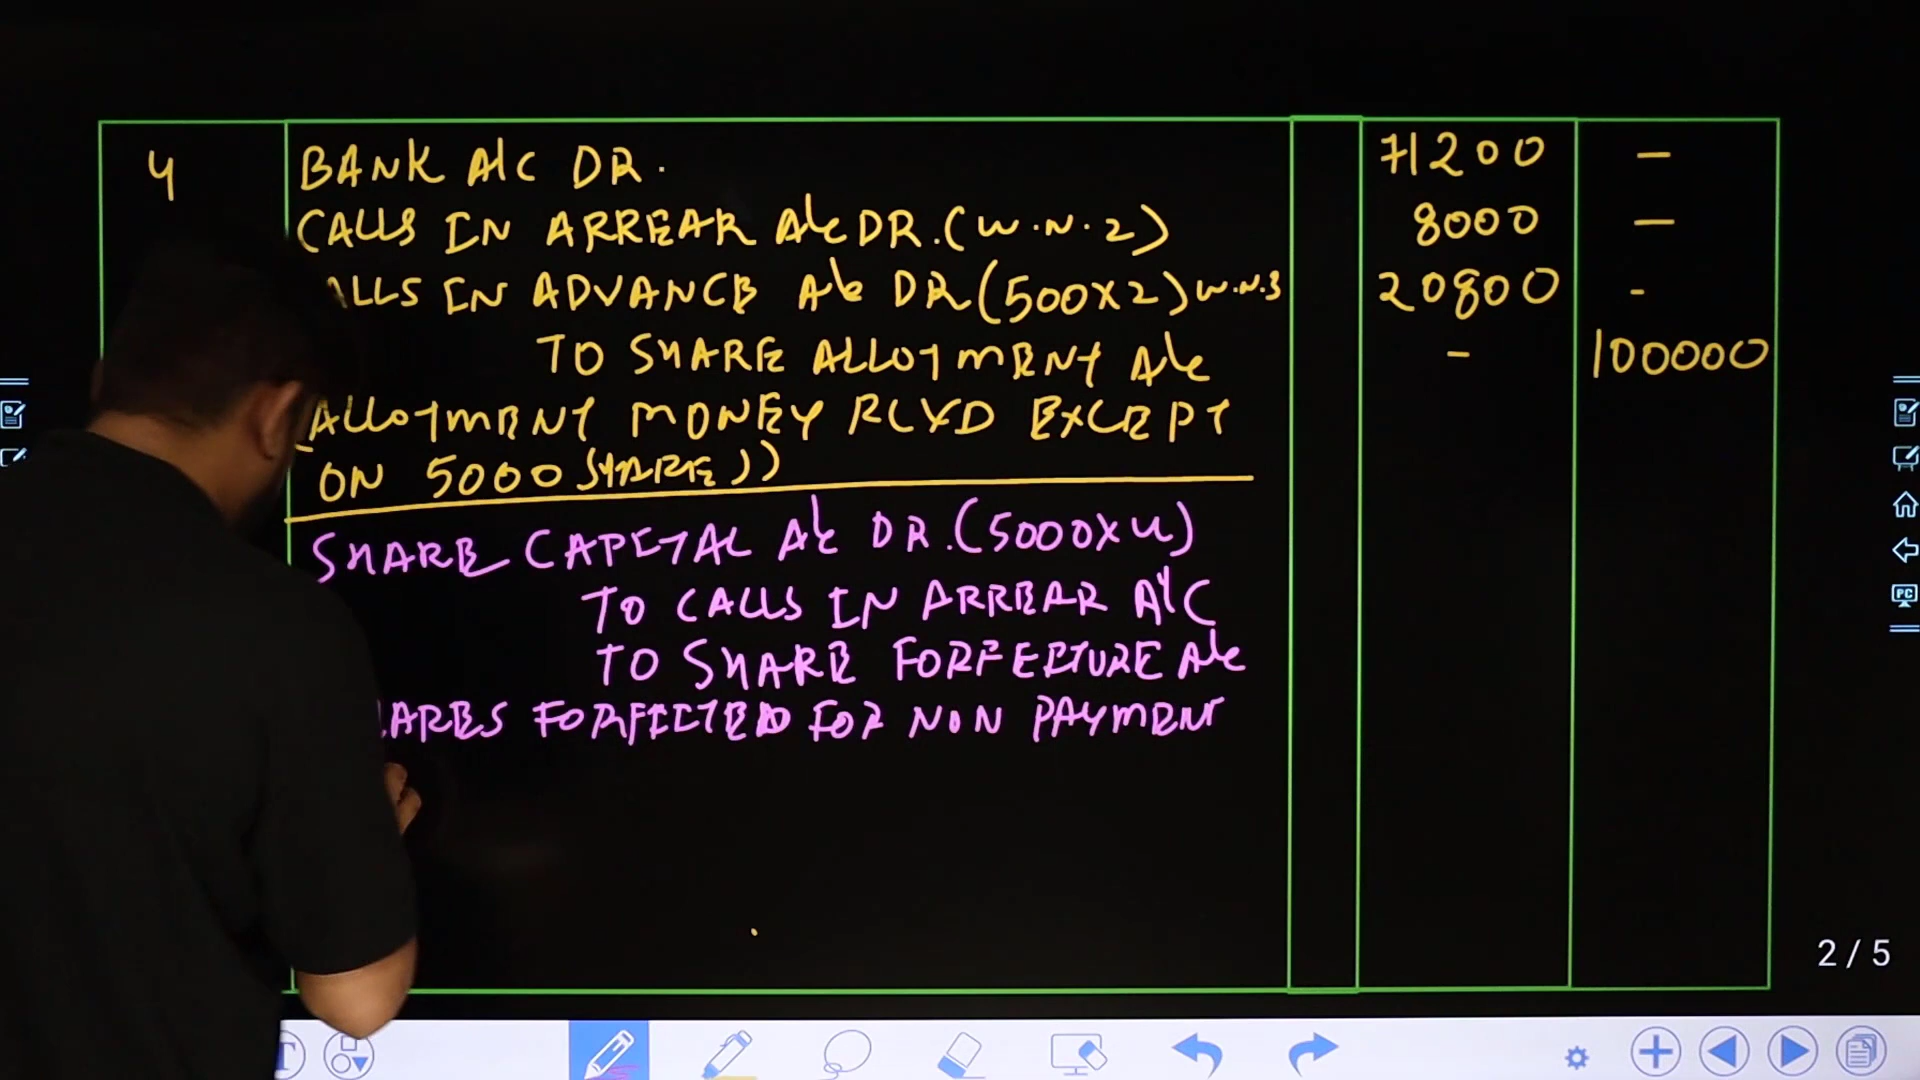 4 BANK A/C DR. 71200 –
CALLS IN ARREAR A/C DR. (W.N.2) 8000 –
ALLS IN ADVANCE A/C DR (500X2) W.N.3 20800 -
TO SHARE ALLOTMENT A/C – 100000
(ALLOTMENT MONEY RCVD EXCEPT
ON 5000 SHARE))
SHARE CAPITAL A/C DR. (5000X4)
TO CALLS IN ARREAR A/C
TO SHARE FORFEITURE A/C
ARES FORFEITED FOR NON PAYMENT
2 / 5
T
PC